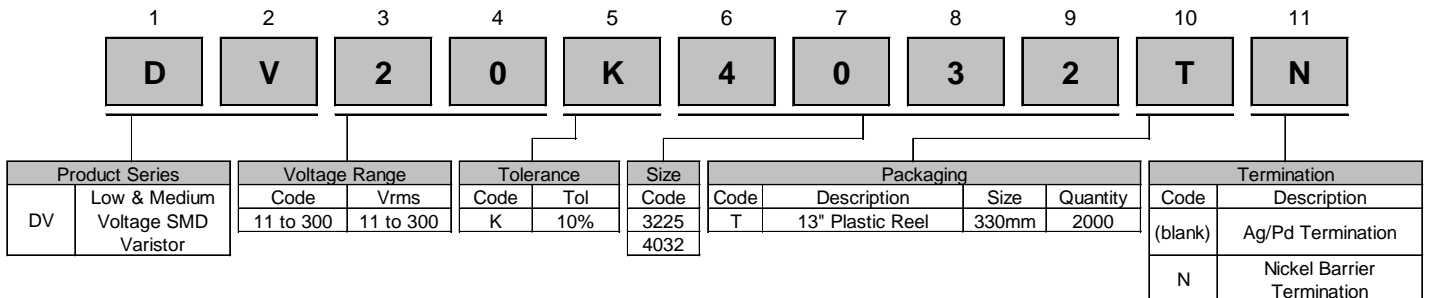 1 2 3 4 5 6 7 8 9 10 11
D V 2 0 K 4 0 3 2 T N
Product Series
DV
Low & Medium
Voltage SMD
Varistor
Voltage Range
Code Vrms
11 to 300 11 to 300
Tolerance
Code Tol
K 10%
Size
Code
3225
4032
Packaging
Code Description Size Quantity
T 13" Plastic Reel 330mm 2000
Termination
Code Description
(blank) Ag/Pd Termination
N Nickel Barrier
Termination